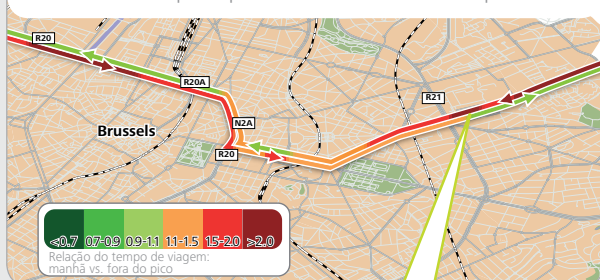 R20
R20A
R21
N2A
Brussels
R20
<0.7 0.7-0.9 0.9-1.1 1.1-1.5 1.5-2.0 >2.0
Relação do tempo de viagem:
manhã vs. fora do pico